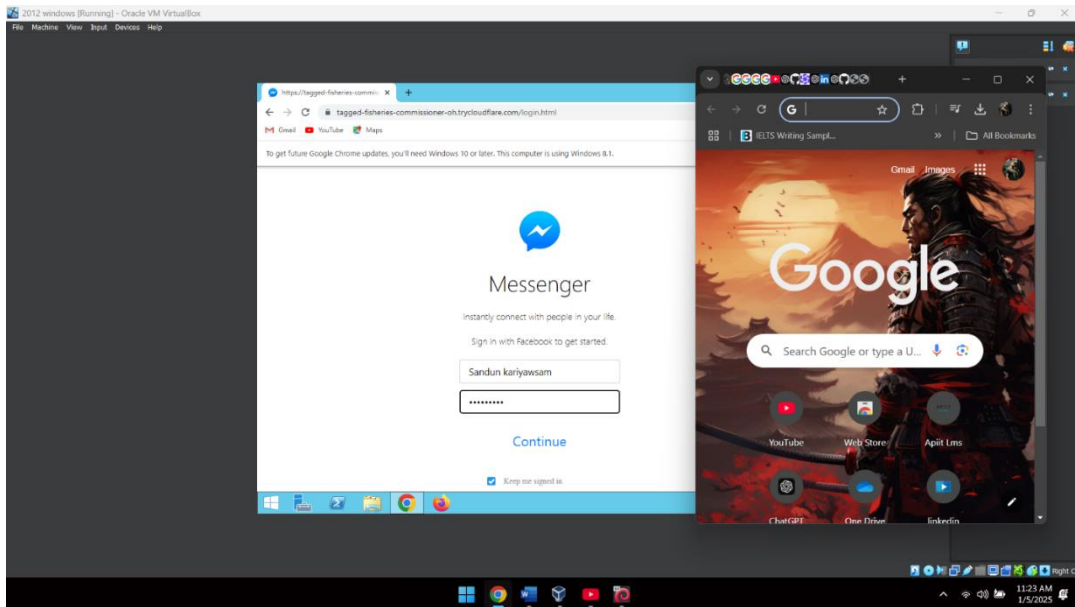 2012 windows [Running] - Oracle VM VirtualBox
File Machine View Input Devices Help
https://tagged-fisheries-commis
tagged-fisheries-commissioner-oh.trycloudflare.com/login.html
Gmail YouTube Maps
To get future Google Chrome updates, you'll need Windows 10 or later. This computer is using Windows 8.1.
Messenger
Instantly connect with people in your life.
Sign in with Facebook to get started.
Sandun kariyawsam
•••••••••
Continue
Keep me signed in
IELTS Writing Sampl...
All Bookmarks
Gmail Images
Google
Search Google or type a U...
YouTube Web Store Apiit Lms
ChatGPT One Drive linkedin
Right C
11:23 AM
1/5/2025